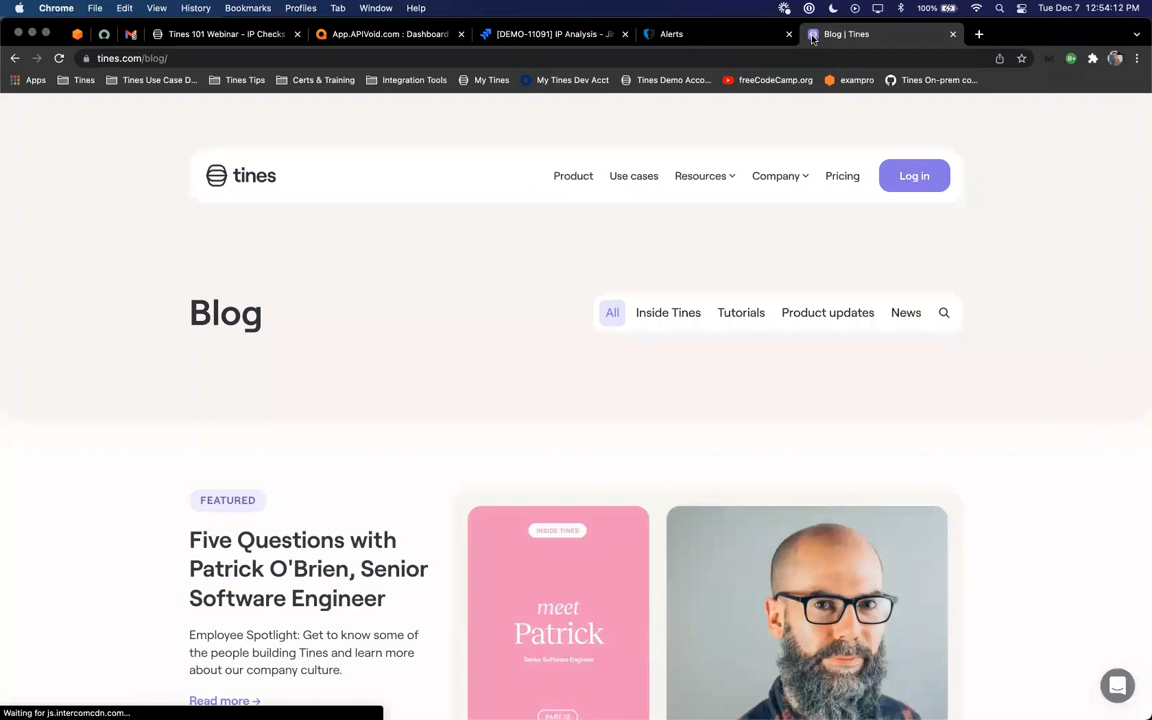 Chrome File Edit View History Bookmarks Profiles Tab Window Help 100% Tue Dec 7 12:54:12 PM
Tines 101 Webinar - IP Checks App.APIVoid.com : Dashboard [DEMO-11091] IP Analysis - Jir Alerts Blog | Tines
tines.com/blog/
Apps Tines Tines Use Case D... Tines Tips Certs & Training Integration Tools My Tines My Tines Dev Acct Tines Demo Acco... freeCodeCamp.org exampro Tines On-prem co...
tines Product Use cases Resources Company Pricing Log in
Blog All Inside Tines Tutorials Product updates News
FEATURED
Five Questions with
Patrick O'Brien, Senior
Software Engineer
Employee Spotlight: Get to know some of
the people building Tines and learn more
about our company culture.
Read more →
INSIDE TINES
meet
Patrick
Senior Software Engineer
PART.18
Waiting for js.intercomcdn.com...